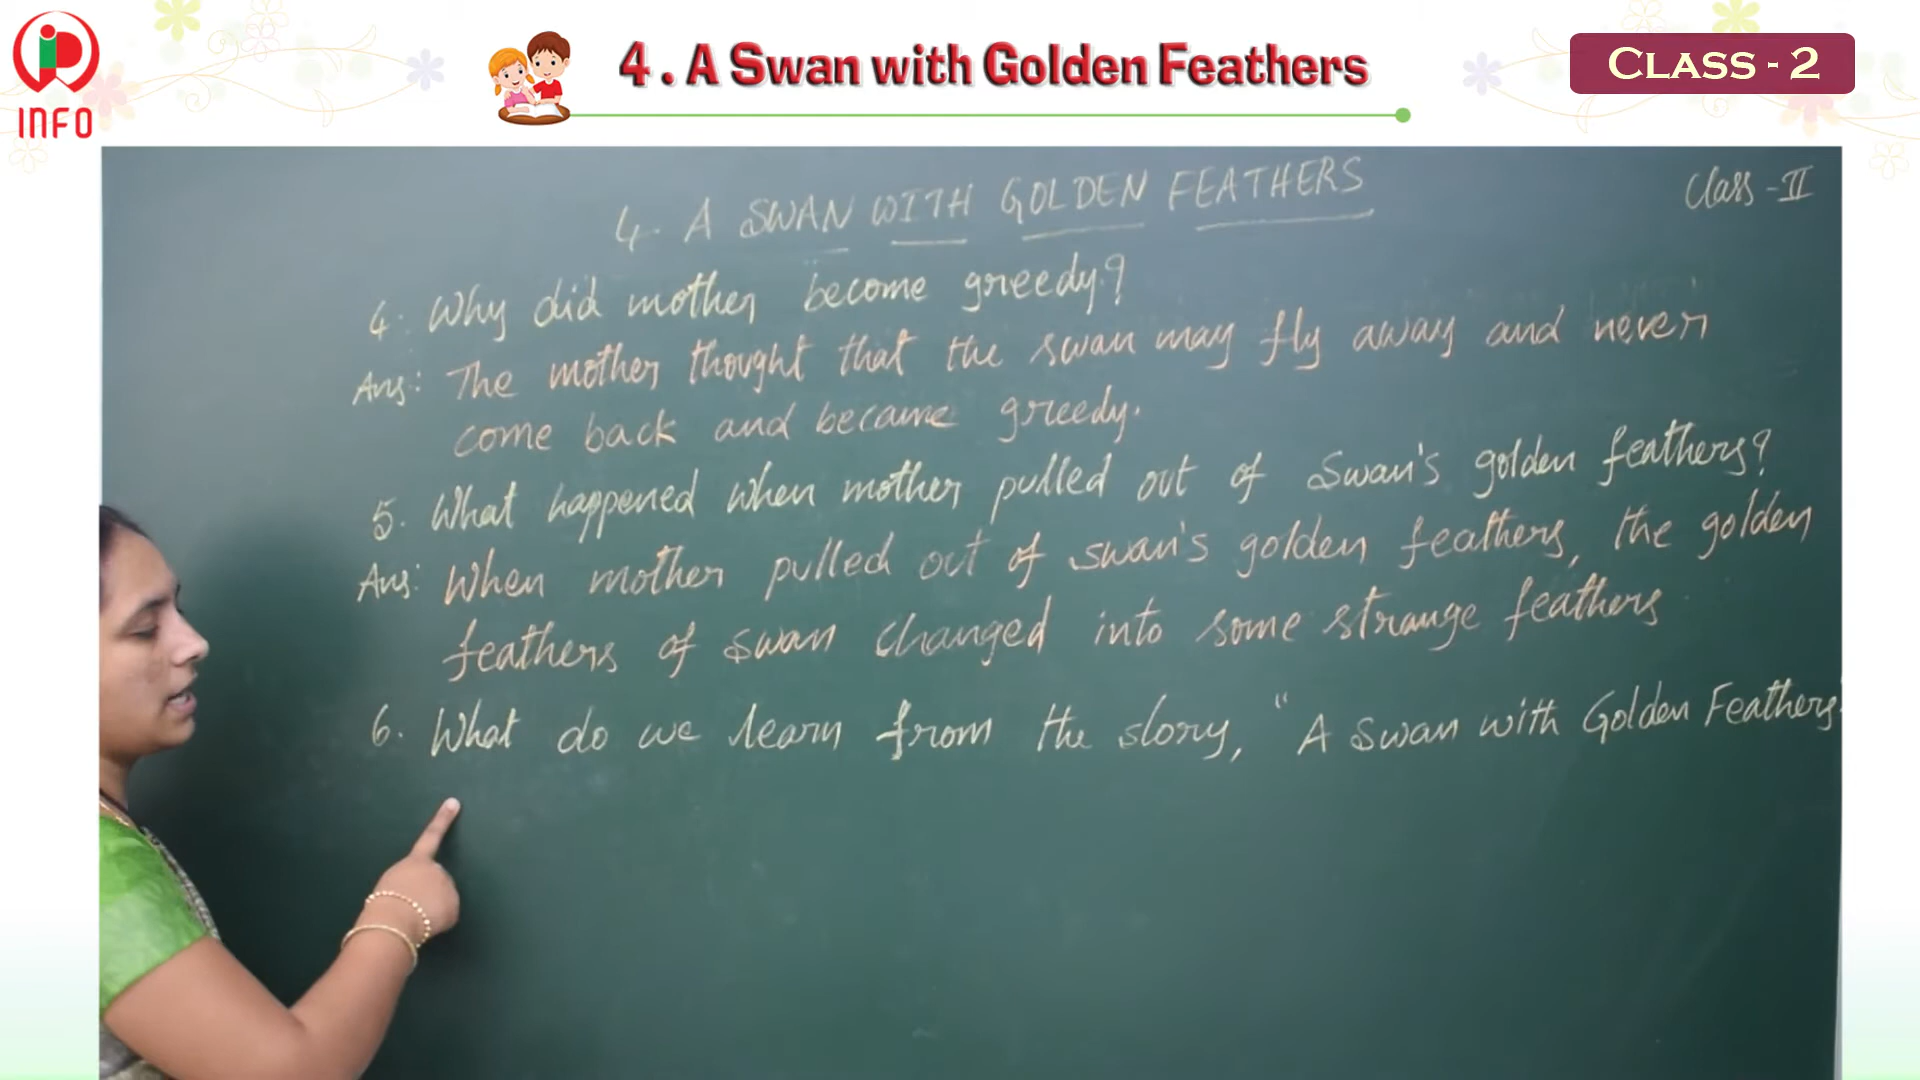 INFO
4. A Swan with Golden Feathers
CLASS - 2
4. A SWAN WITH GOLDEN FEATHERS
Class - II
4. Why did mother become greedy?
Ans: The mother thought that the swan may fly away and never
come back and became greedy.
5. What happened when mother pulled out of Swan's golden feathers?
Ans: When mother pulled out of swan's golden feathers, the golden
feathers of swan changed into some strange feathers
6. What do we learn from the story, "A Swan with Golden Feathers"